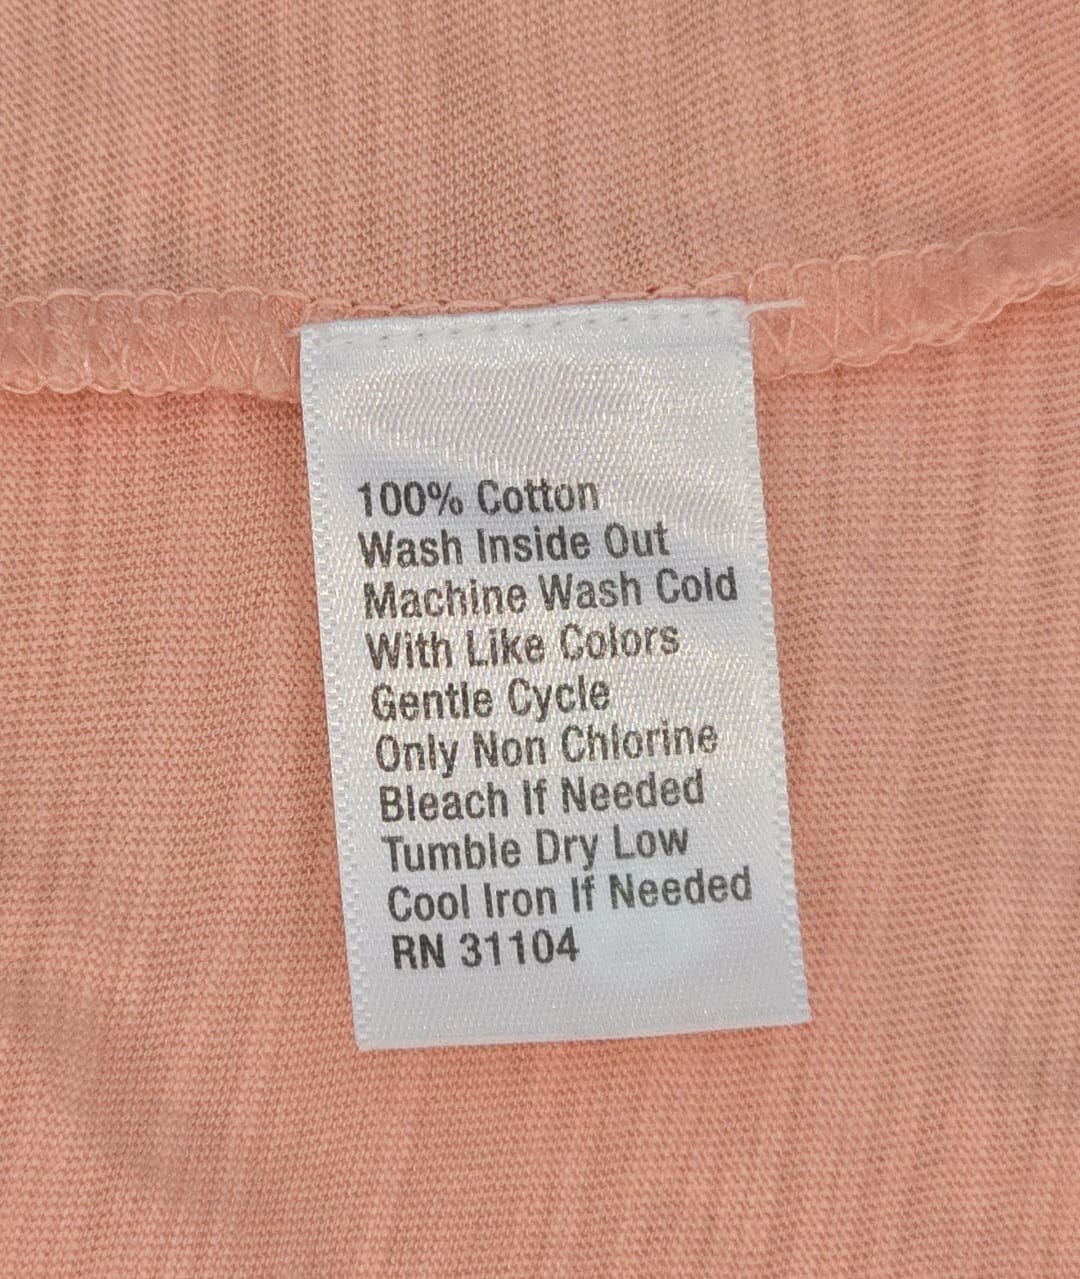 100% Cotton
Wash Inside Out
Machine Wash Cold
With Like Colors
Gentle Cycle
Only Non Chlorine
Bleach If Needed
Tumble Dry Low
Cool Iron If Needed
RN 31104